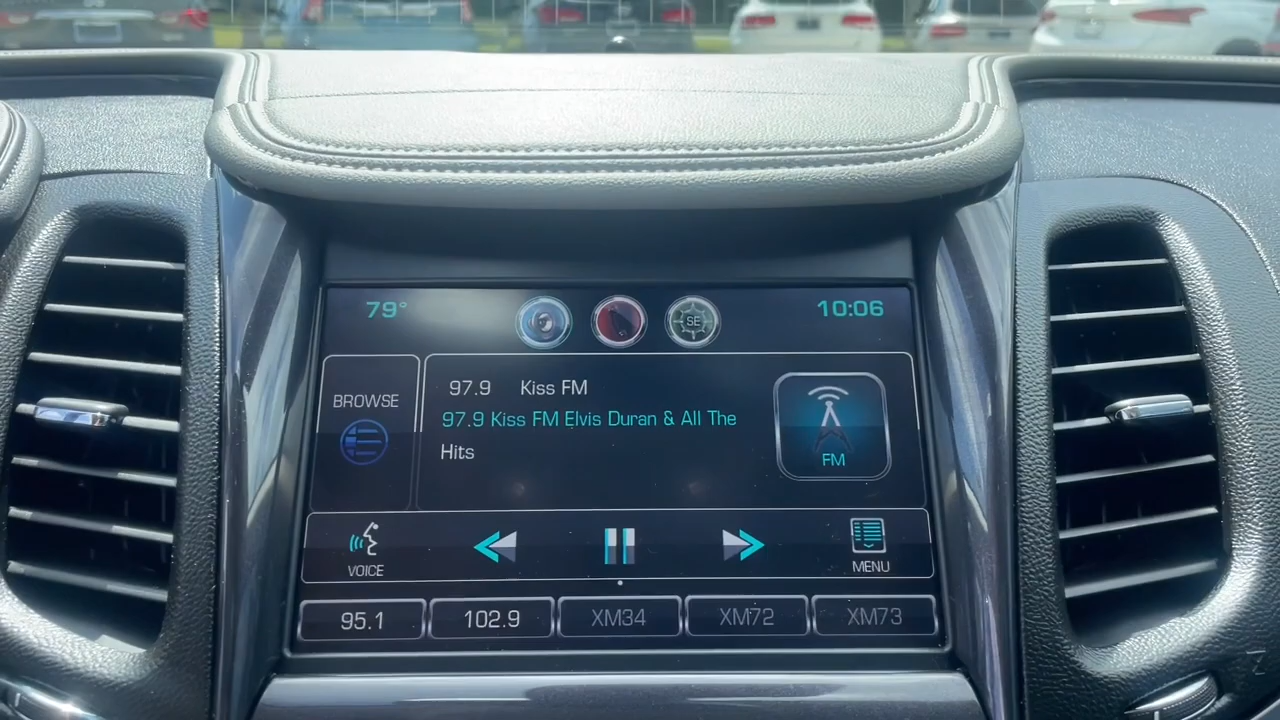 79°
SE
10:06
BROWSE
97.9 Kiss FM
97.9 Kiss FM Elvis Duran & All The
Hits
FM
VOICE
MENU
95.1
102.9
XM34
XM72
XM73